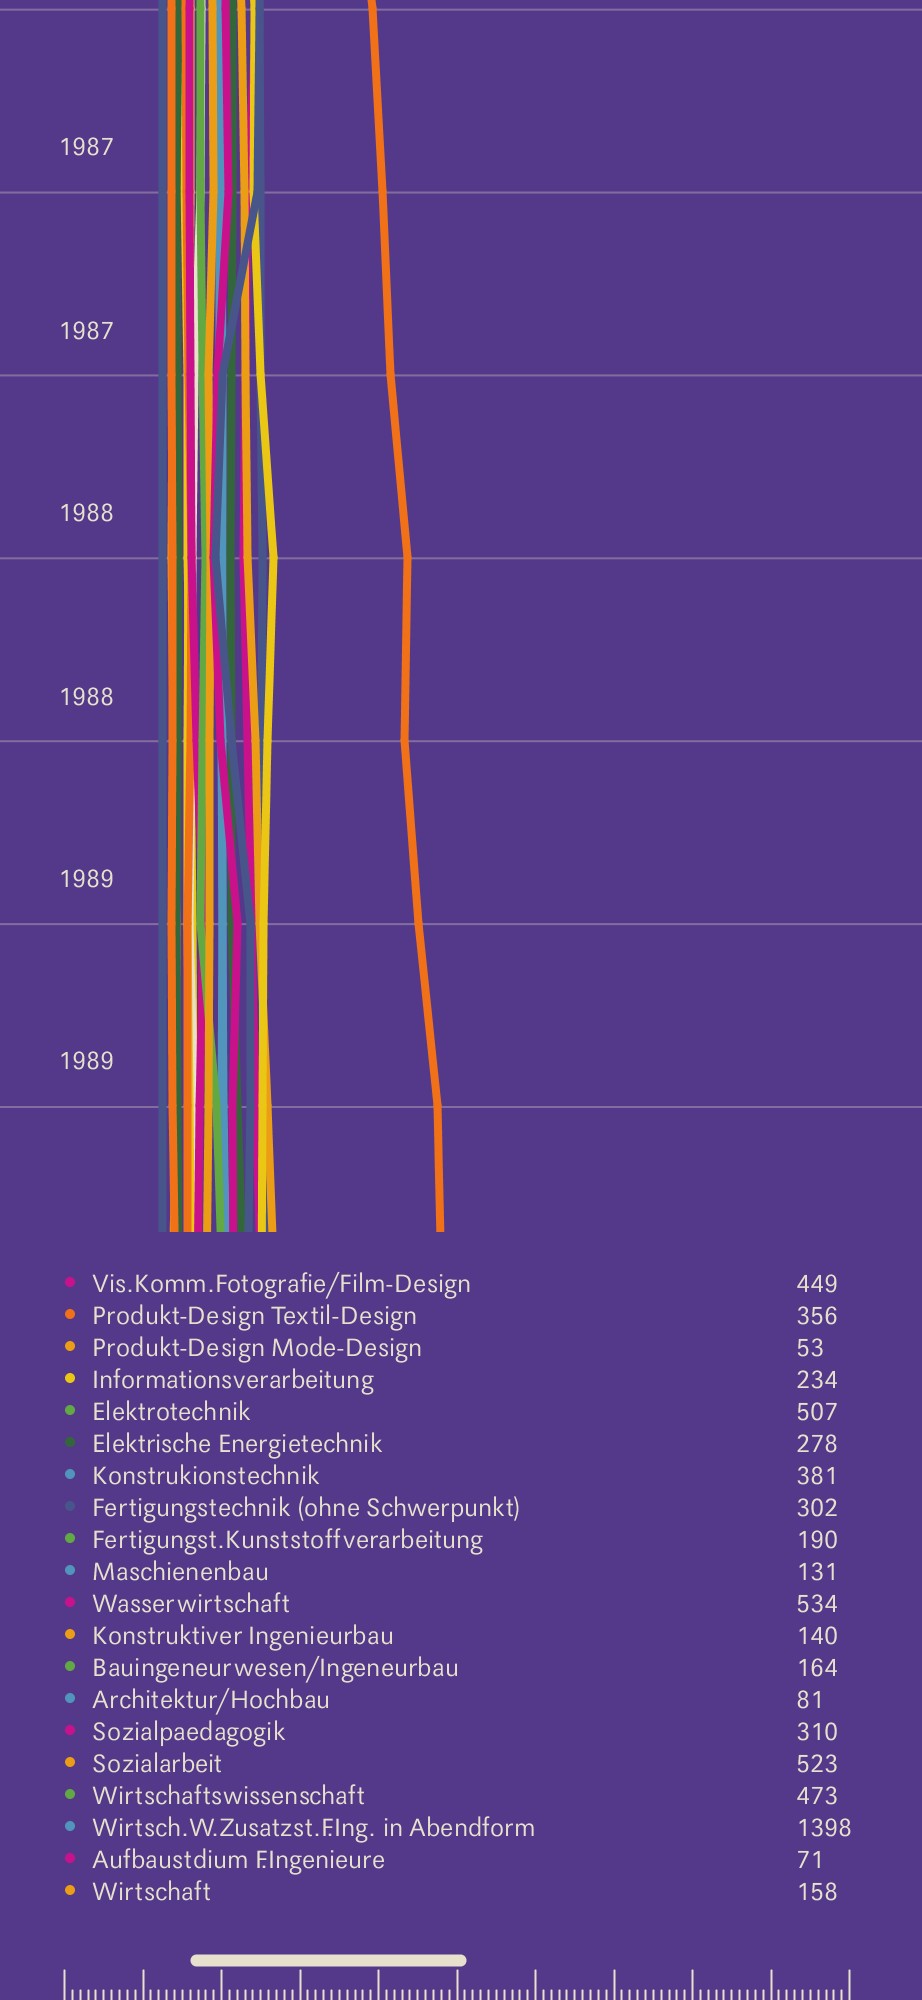 1987
1987
1988
1988
1989
1989
Vis.Komm.Fotografie/Film-Design 449
Produkt-Design Textil-Design 356
Produkt-Design Mode-Design 53
Informationsverarbeitung 234
Elektrotechnik 507
Elektrische Energietechnik 278
Konstrukionstechnik 381
Fertigungstechnik (ohne Schwerpunkt) 302
Fertigungst.Kunststoffverarbeitung 190
Maschienenbau 131
Wasserwirtschaft 534
Konstruktiver Ingenieurbau 140
Bauingeneurwesen/Ingeneurbau 164
Architektur/Hochbau 81
Sozialpaedagogik 310
Sozialarbeit 523
Wirtschaftswissenschaft 473
Wirtsch.W.Zusatzst.F.Ing. in Abendform 1398
Aufbaustdium F.Ingenieure 71
Wirtschaft 158